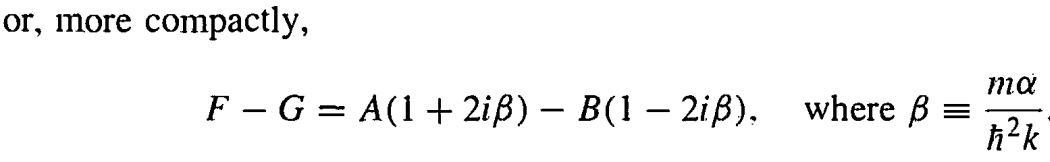 or, more compactly,
F − G = A(1 + 2iβ) − B(1 − 2iβ), where β ≡ mα/ħ²k.